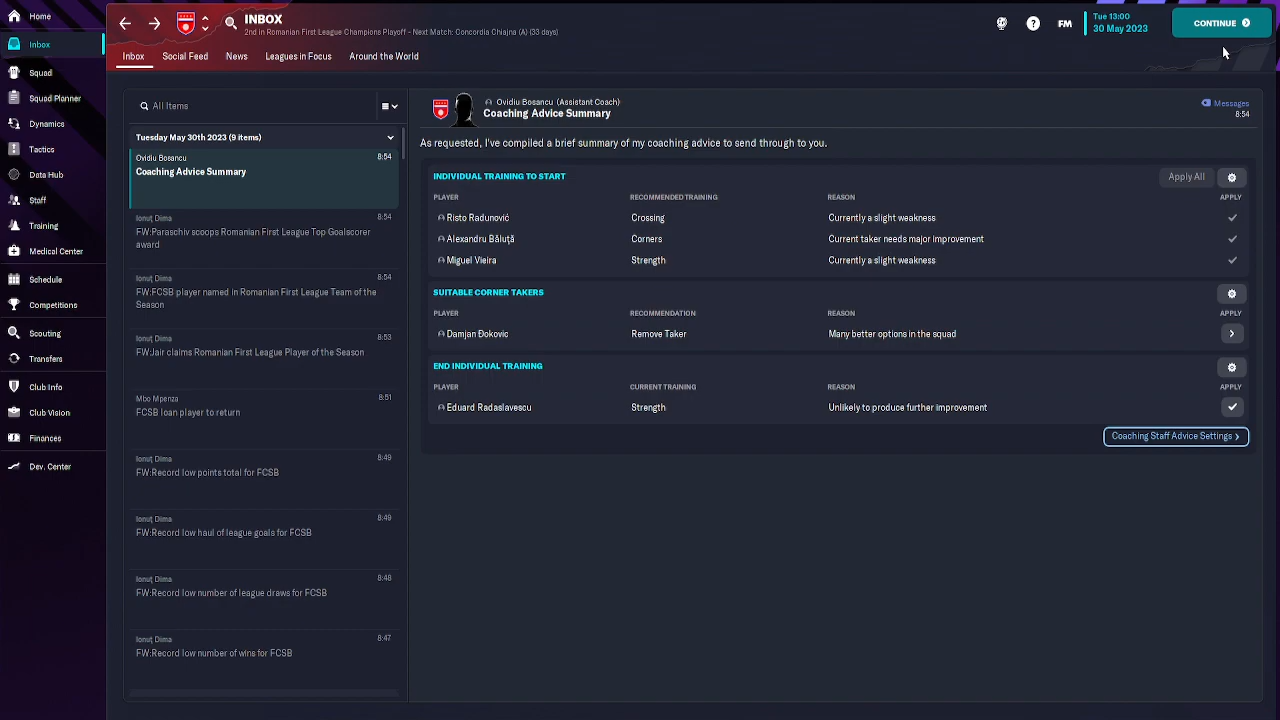 Home
Inbox
Squad
Squad Planner
Dynamics
Tactics
Data Hub
Staff
Training
Medical Center
Schedule
Competitions
Scouting
Transfers
Club Info
Club Vision
Finances
Dev. Center
INBOX
2nd in Romanian First League Champions Playoff - Next Match: Concordia Chiajna (A) (33 days)
FM
Tue 13:00
30 May 2023
CONTINUE
Inbox
Social Feed
News
Leagues in Focus
Around the World
All Items
Tuesday May 30th 2023 (9 items)
Ovidiu Bosancu 8:54
Coaching Advice Summary
Ionuț Dima 8:54
FW:Paraschiv scoops Romanian First League Top Goalscorer
award
Ionuț Dima 8:54
FW:FCSB player named in Romanian First League Team of the
Season
Ionuț Dima 8:53
FW:Jair claims Romanian First League Player of the Season
Mbo Mpenza 8:51
FCSB loan player to return
Ionuț Dima 8:49
FW:Record low points total for FCSB
Ionuț Dima 8:49
FW:Record low haul of league goals for FCSB
Ionuț Dima 8:48
FW:Record low number of league draws for FCSB
Ionuț Dima 8:47
FW:Record low number of wins for FCSB
Ovidiu Bosancu (Assistant Coach)
Coaching Advice Summary
Messages
8:54
As requested, I've compiled a brief summary of my coaching advice to send through to you.
INDIVIDUAL TRAINING TO START
Apply All
PLAYER RECOMMENDED TRAINING REASON APPLY
Risto Radunović Crossing Currently a slight weakness
Alexandru Băluţă Corners Current taker needs major improvement
Miguel Vieira Strength Currently a slight weakness
SUITABLE CORNER TAKERS
PLAYER RECOMMENDATION REASON APPLY
Damjan Đokovic Remove Taker Many better options in the squad
END INDIVIDUAL TRAINING
PLAYER CURRENT TRAINING REASON APPLY
Eduard Radaslavescu Strength Unlikely to produce further improvement
Coaching Staff Advice Settings